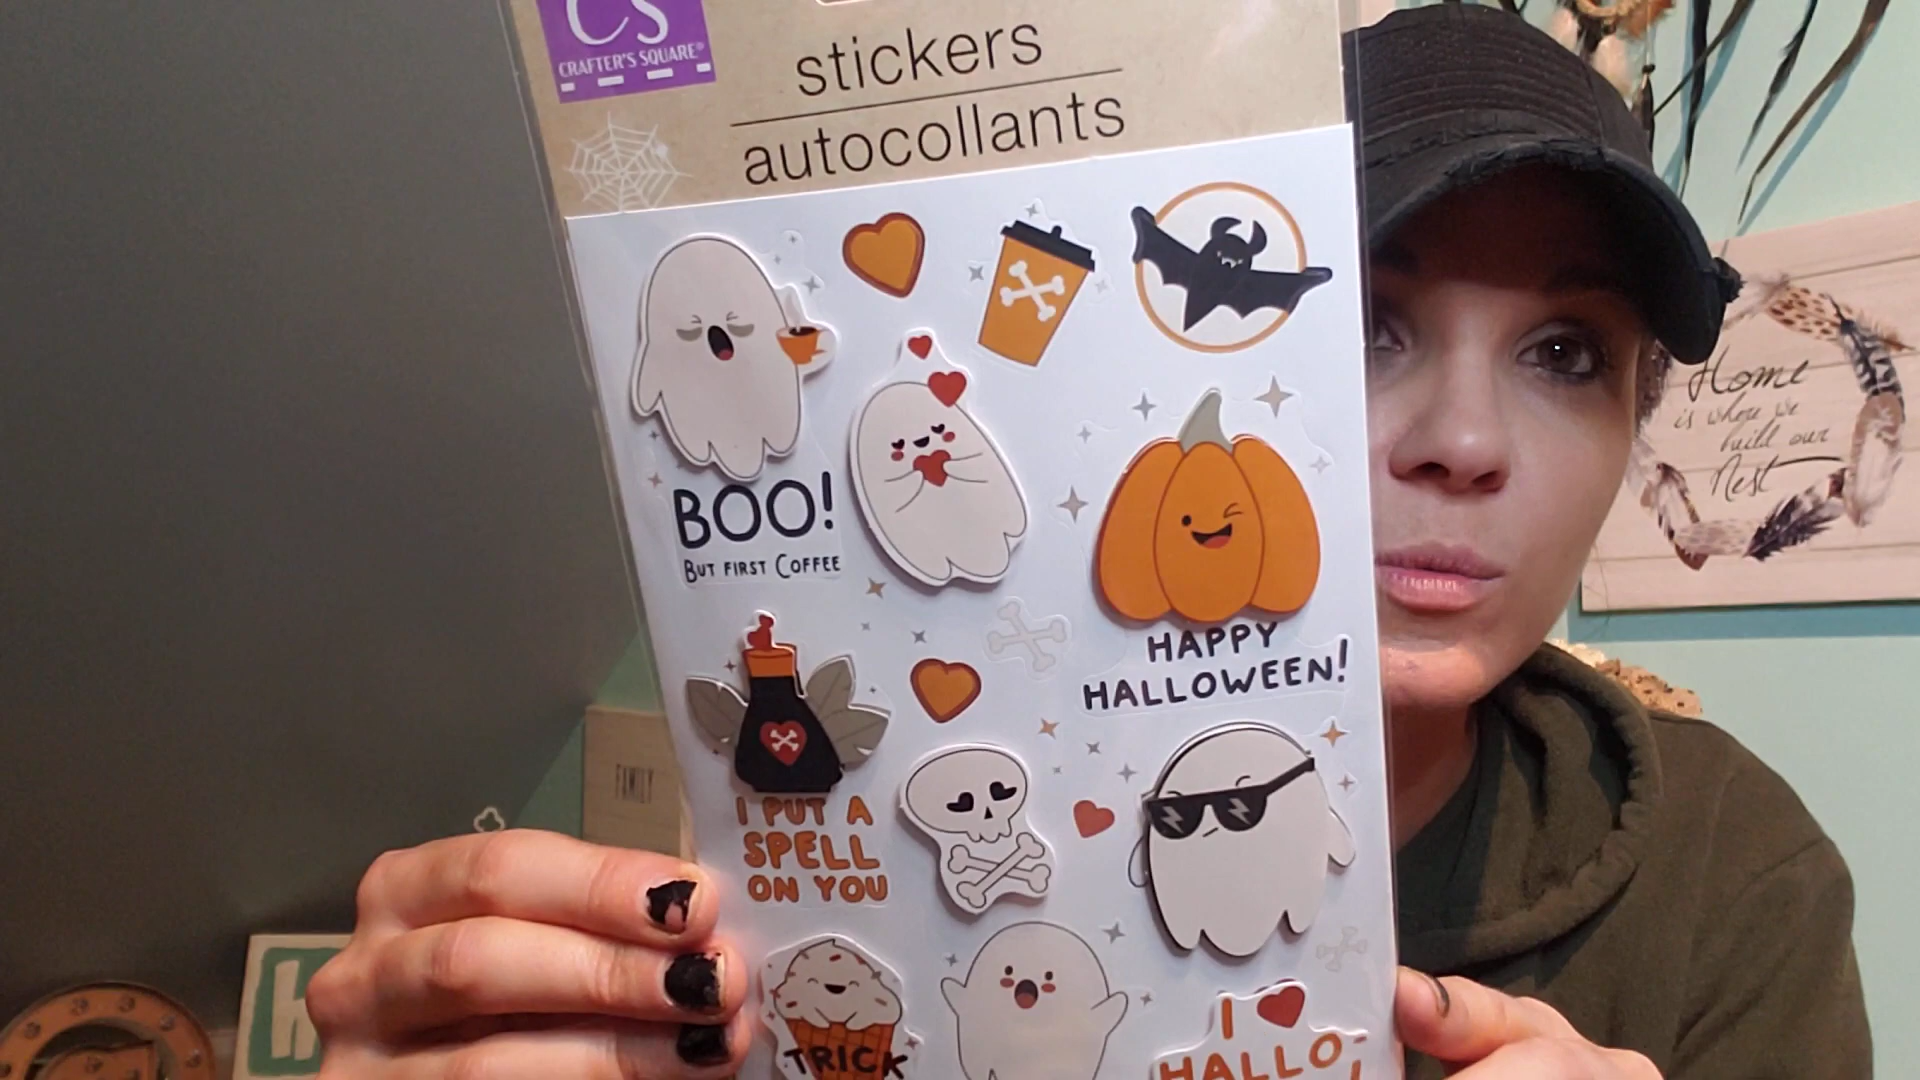 CS
CRAFTER'S SQUARE®
stickers
autocollants
BOO!
BUT FIRST COFFEE
HAPPY
HALLOWEEN!
I PUT A
SPELL
ON YOU
TRICK
I
HALLO-
Home
is where we
build our
Nest
FAMILY
H